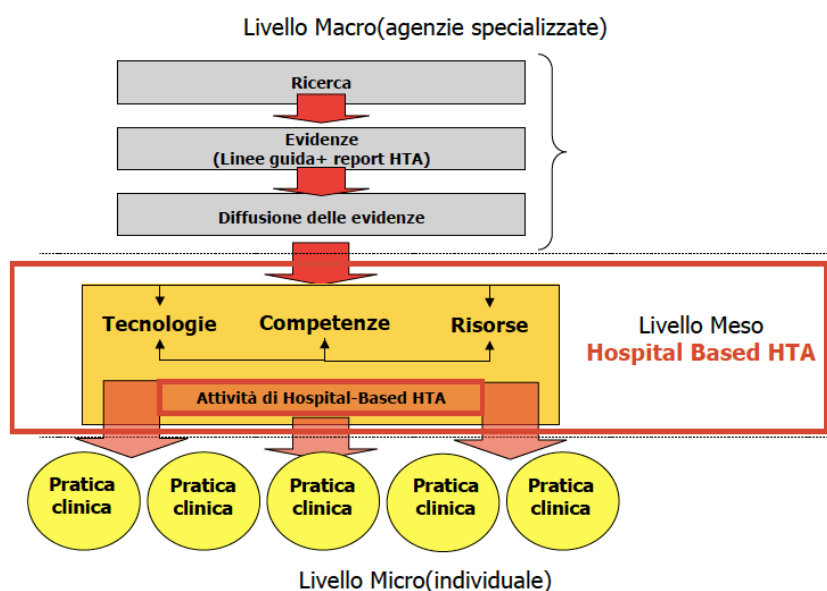 Livello Macro(agenzie specializzate)
Ricerca
Evidenze
(Linee guida+ report HTA)
Diffusione delle evidenze
Tecnologie
Competenze
Risorse
Livello Meso
Hospital Based HTA
Attività di Hospital-Based HTA
Pratica
clinica
Pratica
clinica
Pratica
clinica
Pratica
clinica
Pratica
clinica
Livello Micro(individuale)